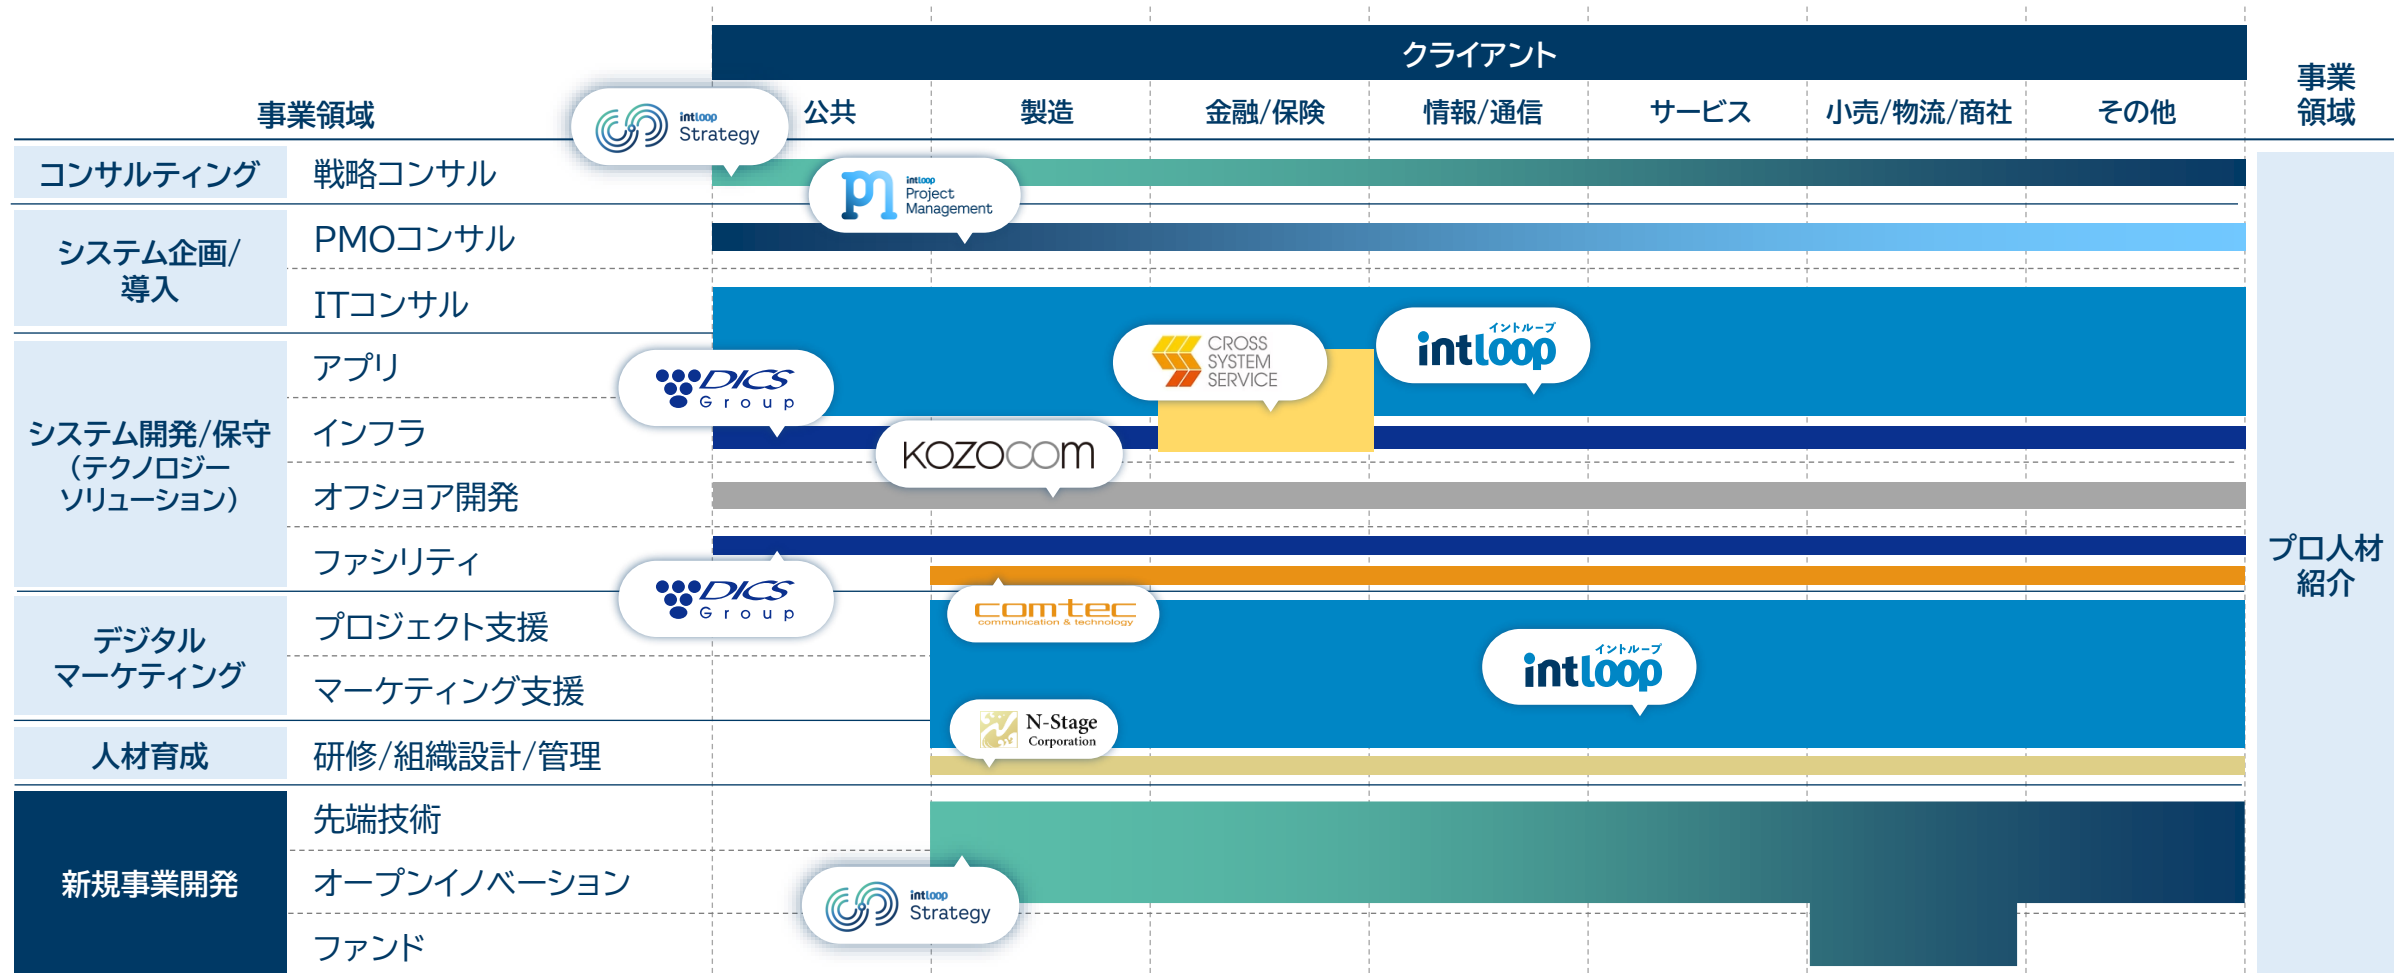 クライアント
事業領域
公共
製造
金融/保険
情報/通信
サービス
小売/物流/商社
その他
事業
領域
intloop
Strategy
コンサルティング
戦略コンサル
intloop
Project
Management
システム企画/
導入
PMOコンサル
ITコンサル
イントループ
intloop
CROSS
SYSTEM
SERVICE
システム開発/保守
(テクノロジー
ソリューション)
アプリ
DICS
Group
インフラ
KOZOCOM
オフショア開発
ファシリティ
DICS
Group
comtec
communication & technology
プロ人材
紹介
デジタル
マーケティング
プロジェクト支援
イントループ
intloop
マーケティング支援
N-Stage
Corporation
人材育成
研修/組織設計/管理
新規事業開発
先端技術
オープンイノベーション
intloop
Strategy
ファンド